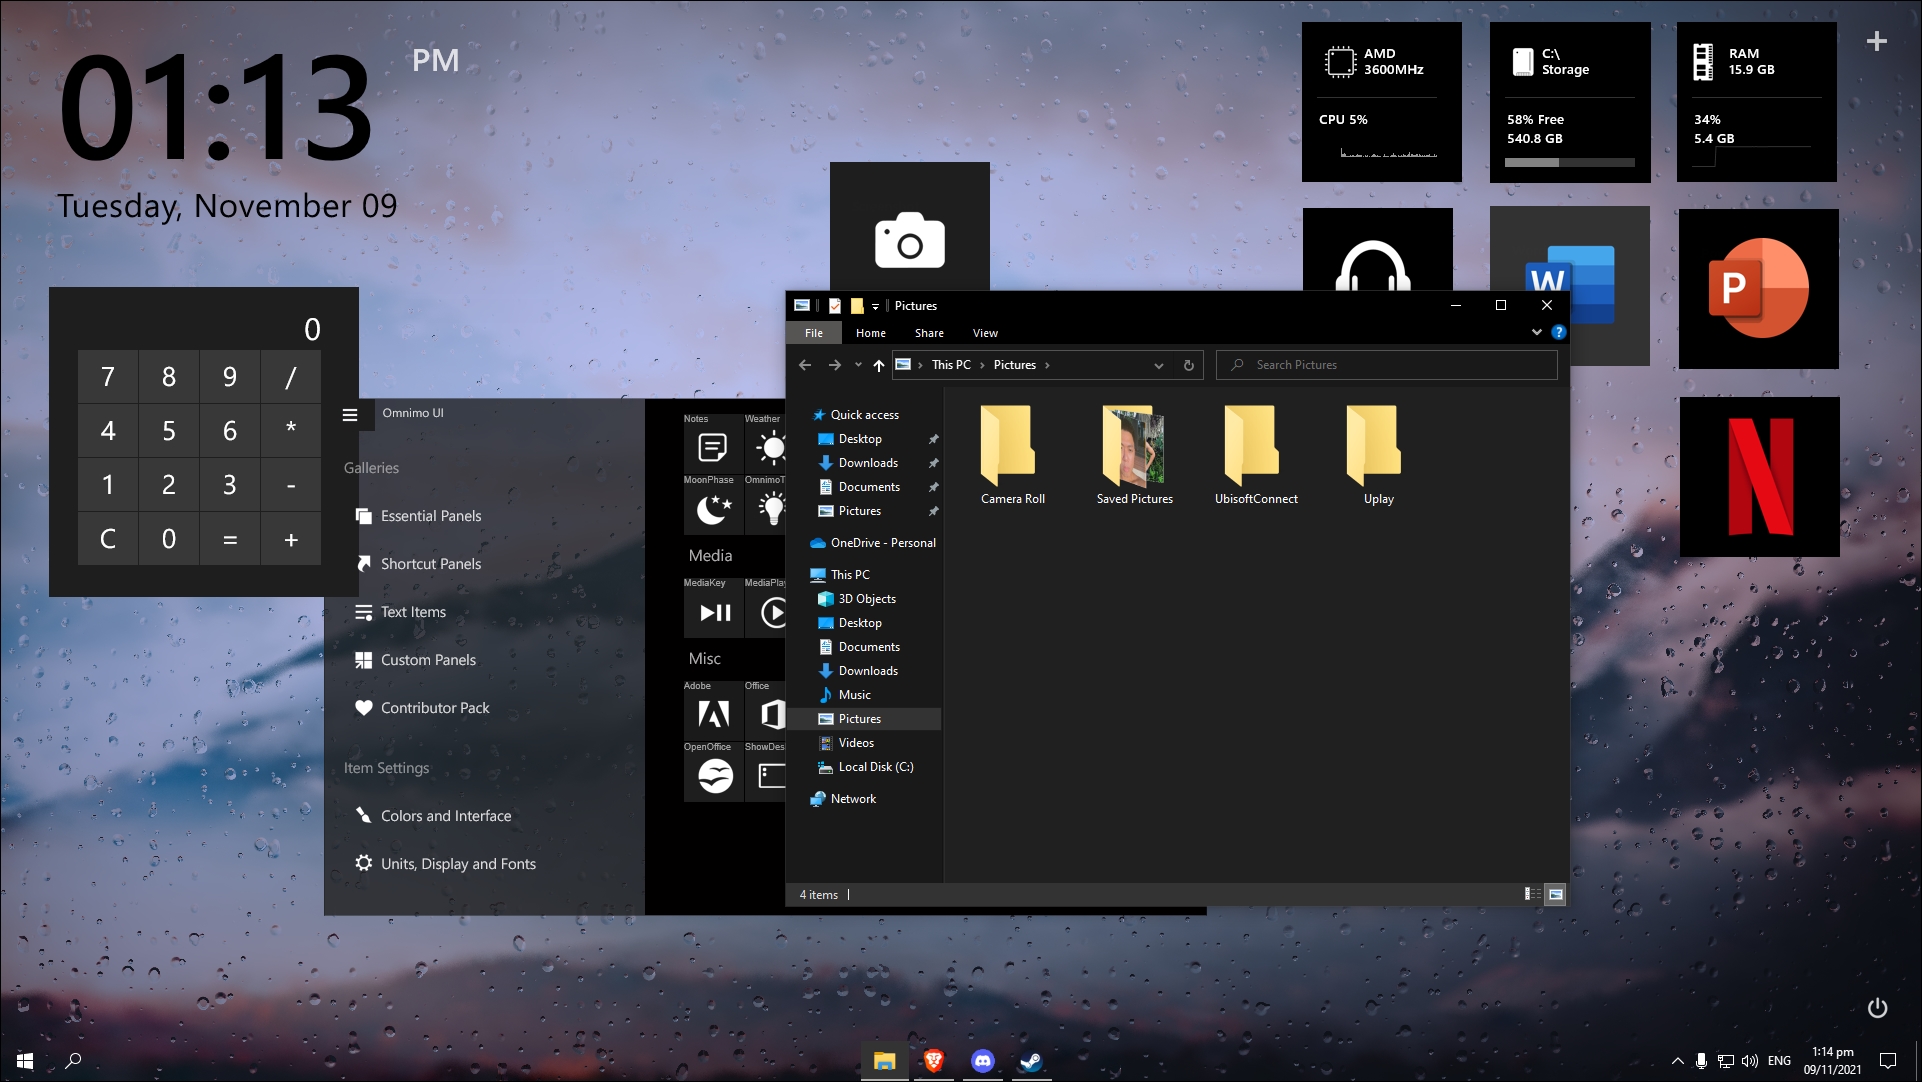 01:13
PM
Tuesday, November 09
AMD
3600MHz
CPU 5%
C:\
Storage
58% Free
540.8 GB
RAM
15.9 GB
34%
5.4 GB
0
7 8 9 /
4 5 6 *
1 2 3 -
C 0 = +
Omnimo UI
Galleries
Essential Panels
Shortcut Panels
Text Items
Custom Panels
Contributor Pack
Item Settings
Colors and Interface
Units, Display and Fonts
Notes Weather
MoonPhase OmnimoT
Media
MediaKey MediaPlay
Misc
Adobe Office
OpenOffice ShowDes
W
P
N
Pictures
File Home Share View
This PC Pictures
Search Pictures
Quick access
Desktop
Downloads
Documents
Pictures
OneDrive - Personal
This PC
3D Objects
Desktop
Documents
Downloads
Music
Pictures
Videos
Local Disk (C:)
Network
Camera Roll
Saved Pictures
UbisoftConnect
Uplay
4 items
ENG
1:14 pm
09/11/2021